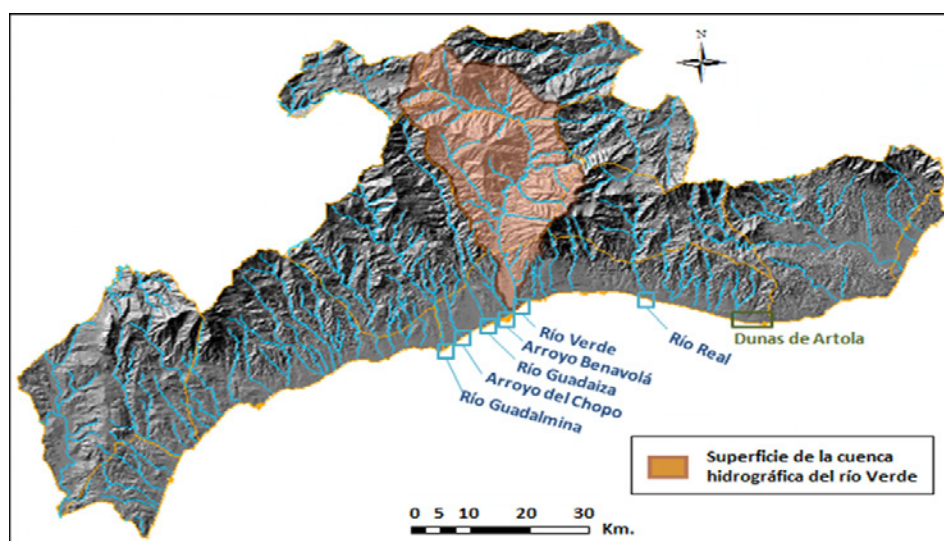 N
Río Verde
Arroyo Benavolá
Río Guadaiza
Arroyo del Chopo
Río Guadalmina
Río Real
Dunas de Artola
Superficie de la cuenca
hidrográfica del río Verde
0 5 10 20 30
Km.